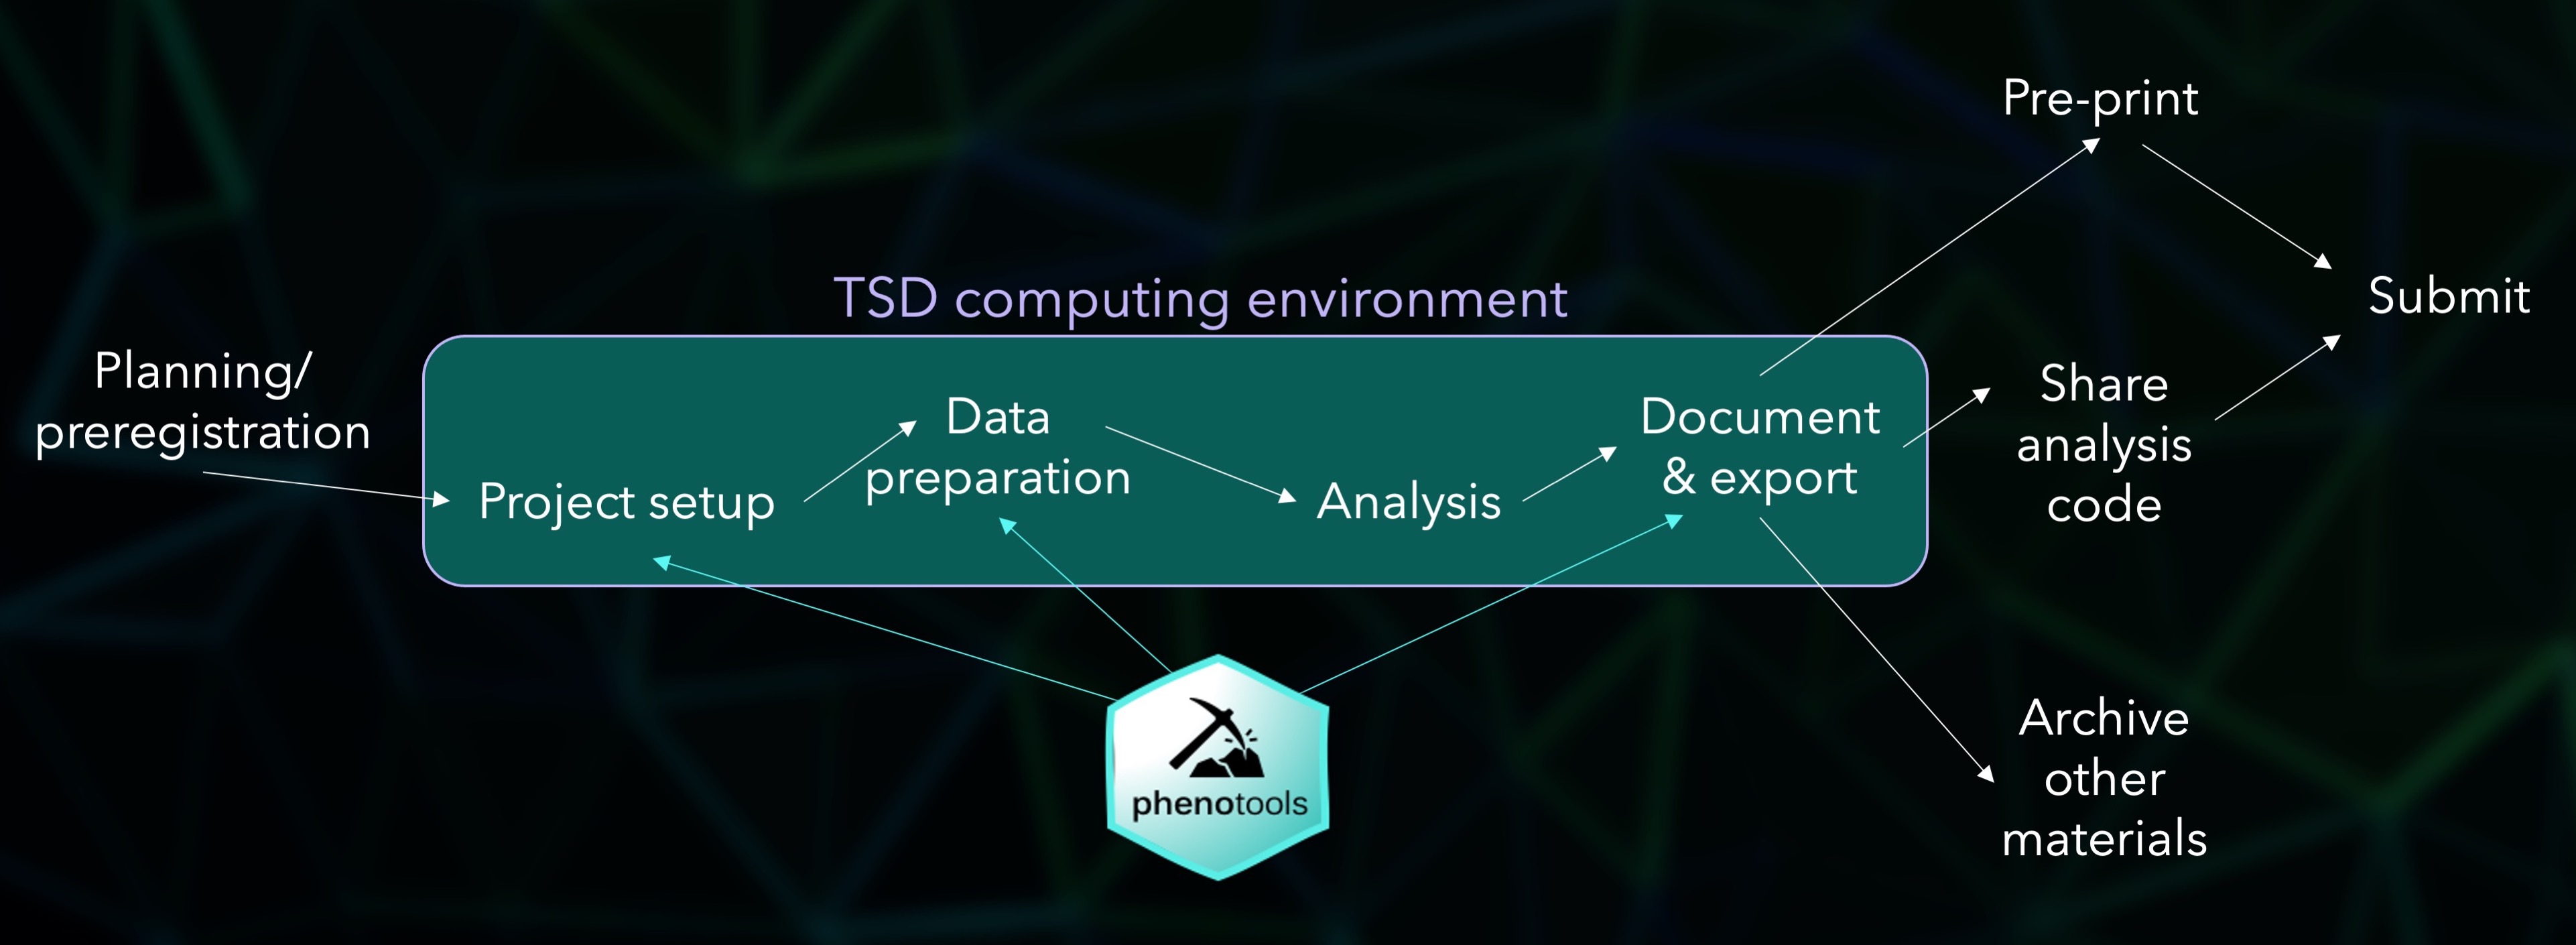 Pre-print
TSD computing environment
Submit
Planning/
preregistration
Project setup
Data
preparation
Analysis
Document
& export
Share
analysis
code
phenotools
Archive
other
materials